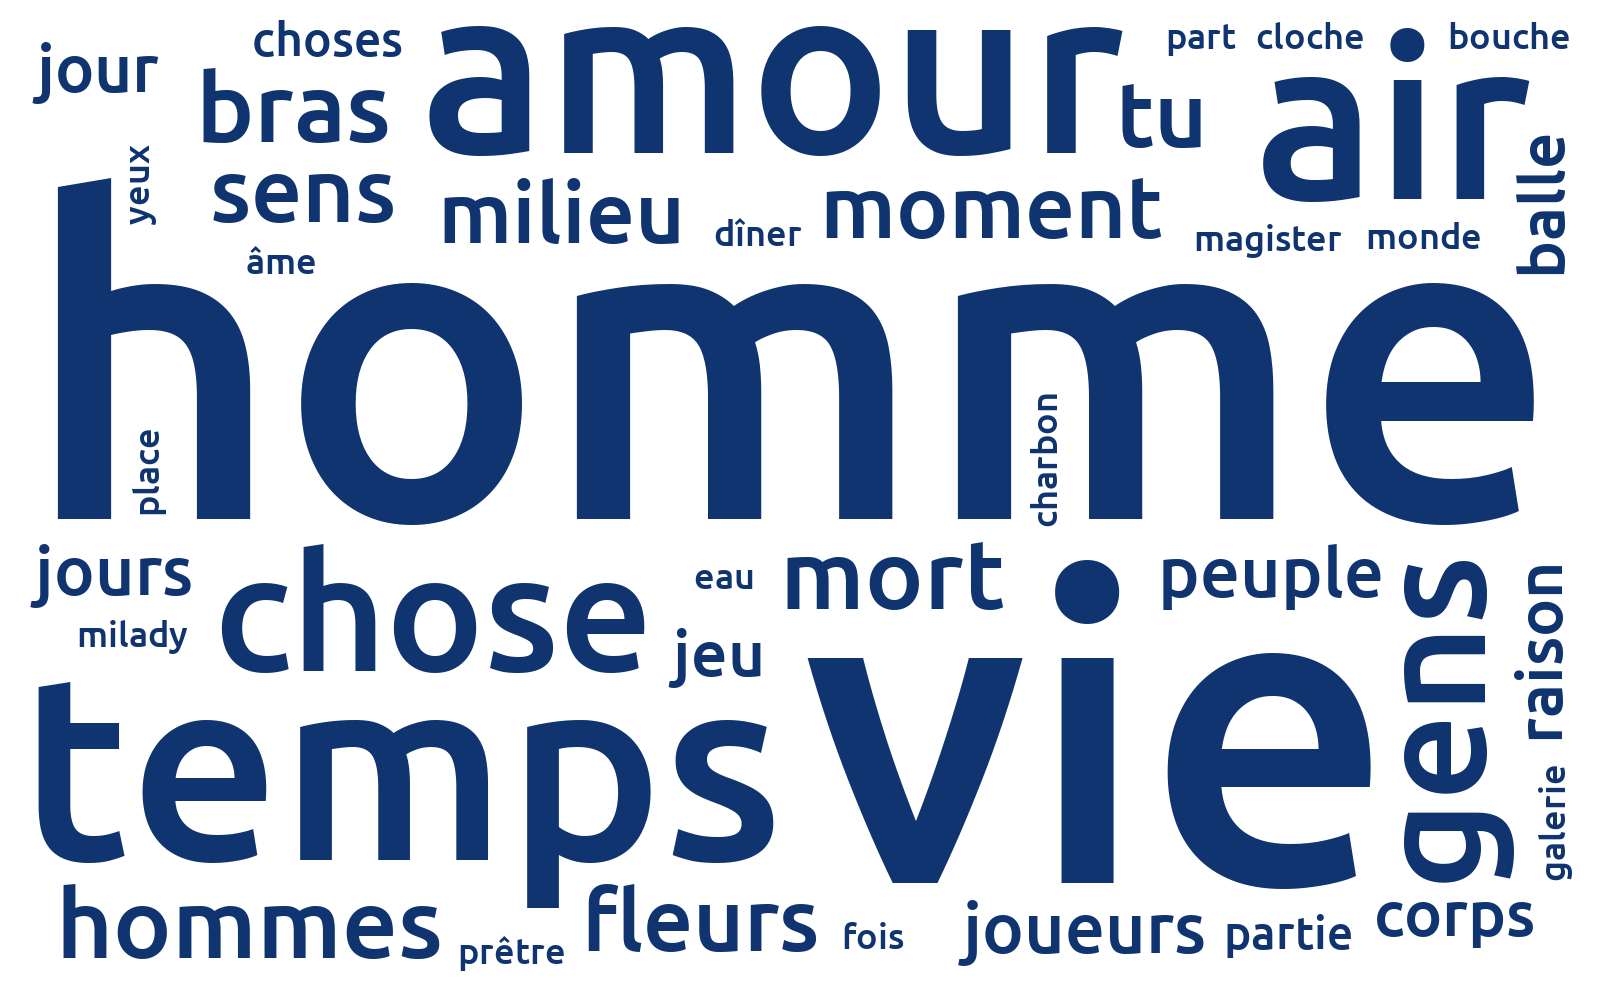 choses
amour
part
cloche
bouche
jour
bras
tu
air
yeux
sens
milieu
dîner
moment
magister
monde
balle
âme
homme
place
charbon
jours
chose
eau
mort
peuple
milady
jeu
vie
gens
raison
temps
galerie
hommes
prêtre
fleurs
fois
joueurs
partie
corps